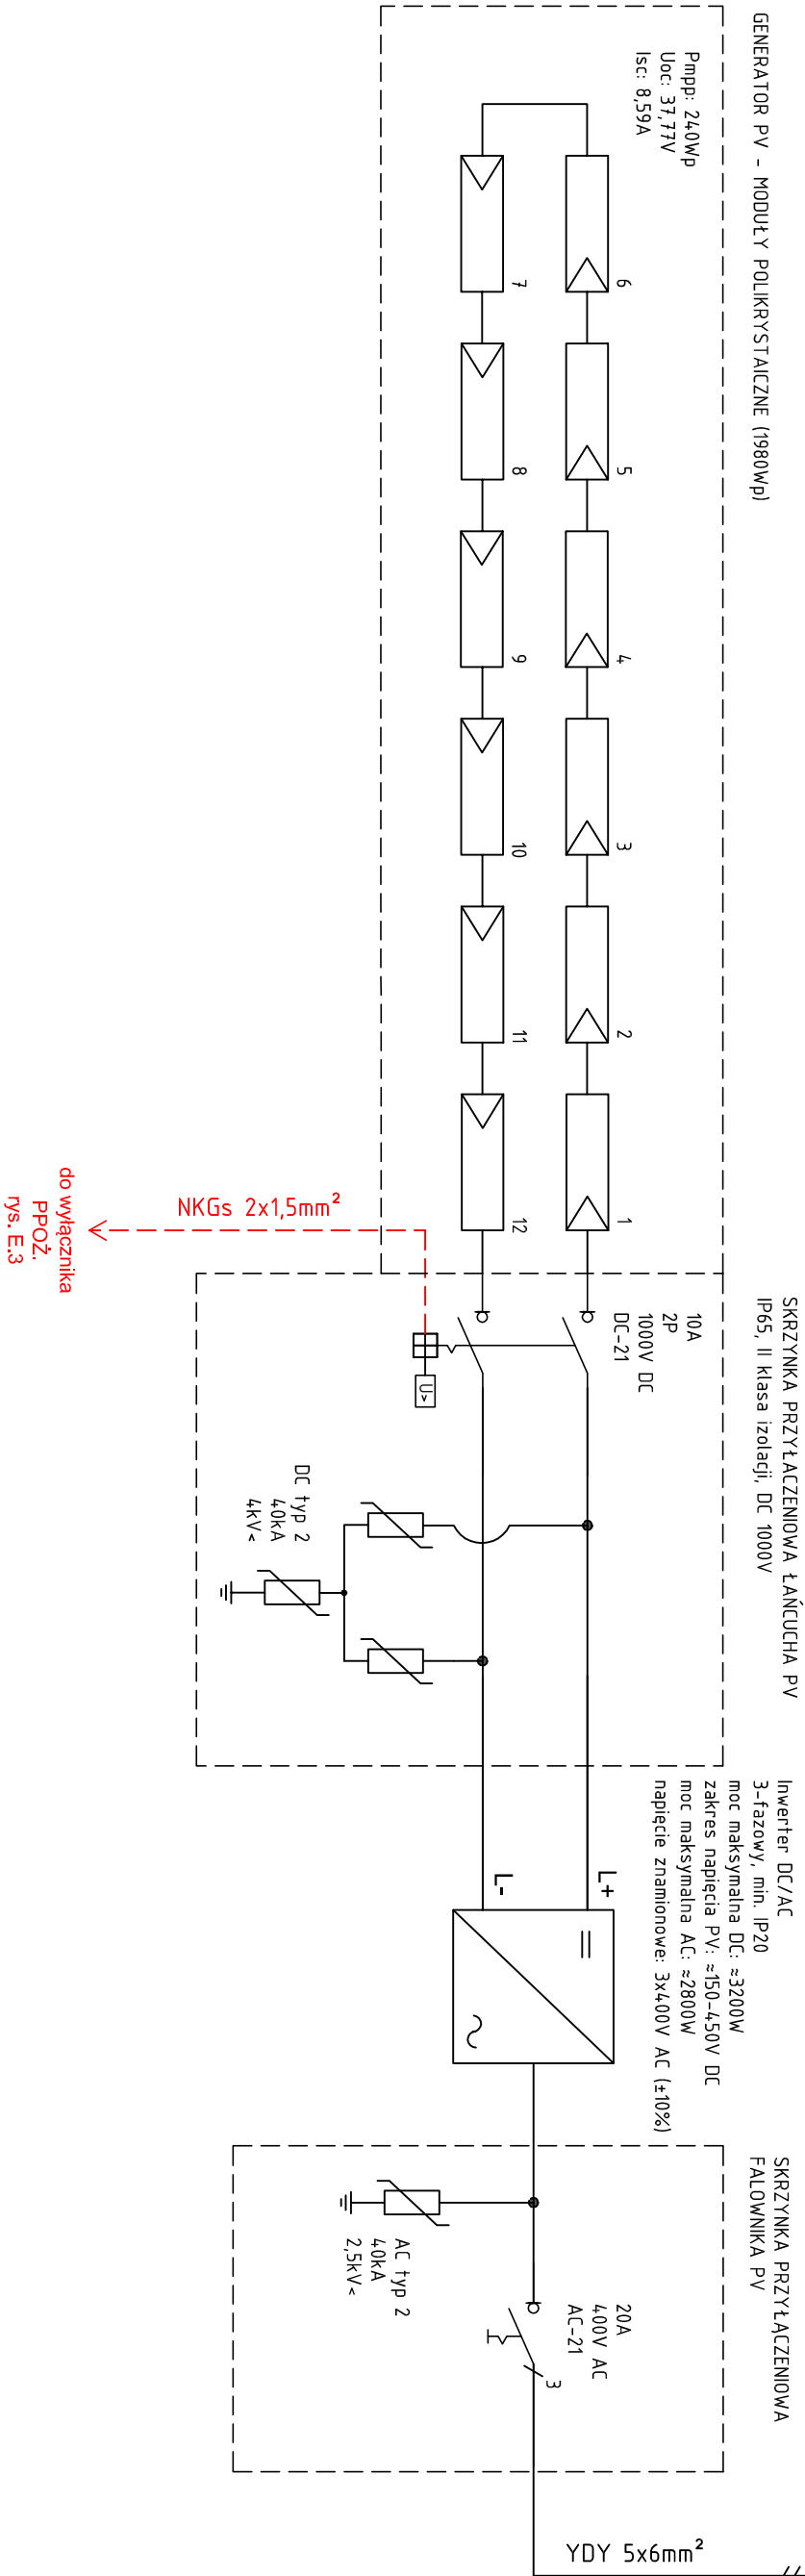 GENERATOR PV - MODUŁY POLIKRYSTAICZNE (1980Wp)
Pmpp: 240Wp
Uoc: 37,77V
Isc: 8,59A
6
5
4
3
2
1
7
8
9
10
11
12
SKRZYNKA PRZYŁACZENIOWA ŁAŃCUCHA PV
IP65, II klasa izolacji, DC 1000V
10A
2P
1000V DC
DC-21
U>
NKGs 2x1,5mm²
do wyłącznika
PPOŻ.
rys. E.3
DC typ 2
40kA
4kV<
Inwerter DC/AC
3-fazowy, min. IP20
moc maksymalna DC: ≈3200W
zakres napięcia PV: ≈150-450V DC
moc maksymalna AC: ≈2800W
napięcie znamionowe: 3x400V AC (±10%)
L+
L-
SKRZYNKA PRZYŁĄCZENIOWA
FALOWNIKA PV
20A
400V AC
AC-21
3
AC typ 2
40kA
2,5kV<
YDY 5x6mm²